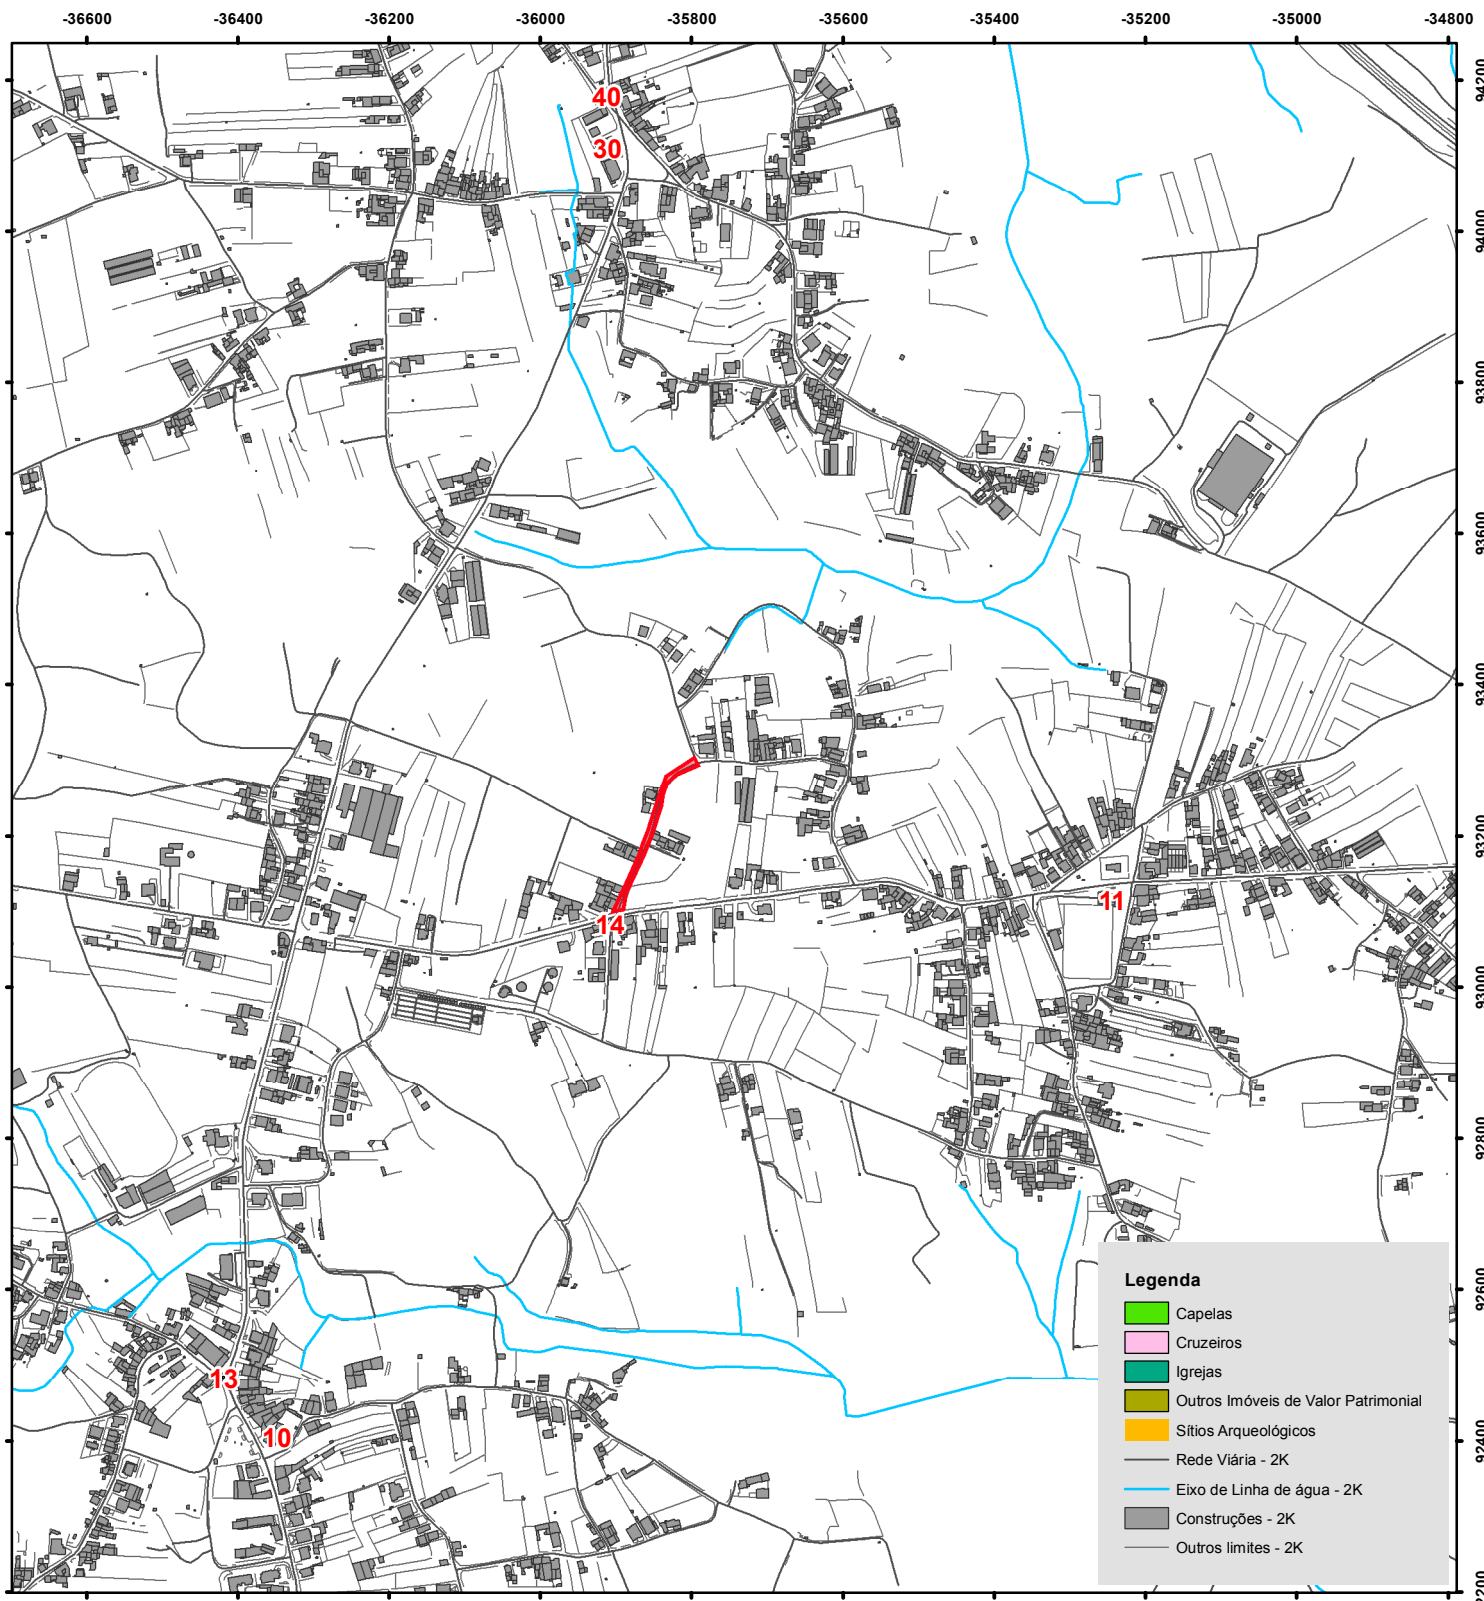 -36600 -36400 -36200 -36000 -35800 -35600 -35400 -35200 -35000 -34800
94200
40
30
94000
93800
93600
93400
93200
11
14
93000
92800
Legenda
92600
Capelas
Cruzeiros
Igrejas
13
Outros Imóveis de Valor Patrimonial
Sítios Arqueológicos
10
92400
Rede Viária - 2K
Eixo de Linha de água - 2K
Construções - 2K
Outros limites - 2K